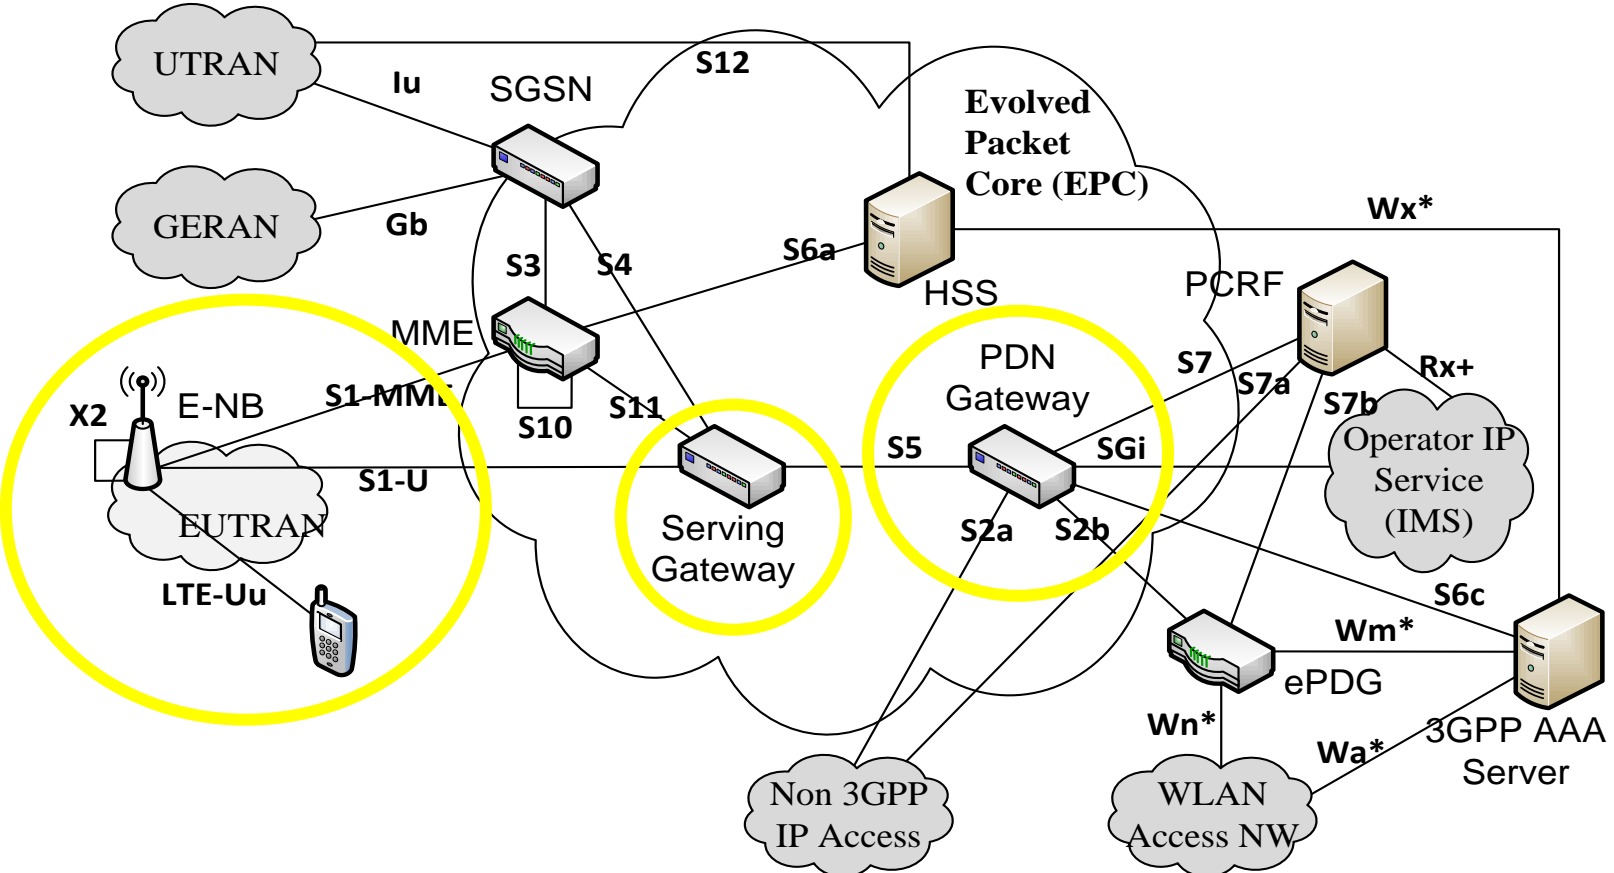 UTRAN
Iu
S12
SGSN
Evolved
Packet
Core (EPC)
GERAN
Gb
S3
S4
S6a
HSS
Wx*
PCRF
MME
S1-MME
X2
E-NB
S10
S11
PDN
Gateway
S7
S7a
S7b
Rx+
S1-U
S5
SGi
Operator IP
Service
(IMS)
EUTRAN
Serving
Gateway
S2a
S2b
LTE-Uu
S6c
Wm*
ePDG
Wn*
Wa*
3GPP AAA
Server
Non 3GPP
IP Access
WLAN
Access NW